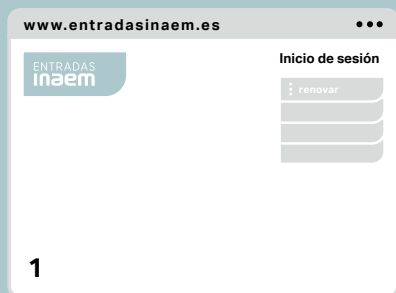 www.entradasinaem.es
ENTRADAS
inaem
Inicio de sesión
renovar
1